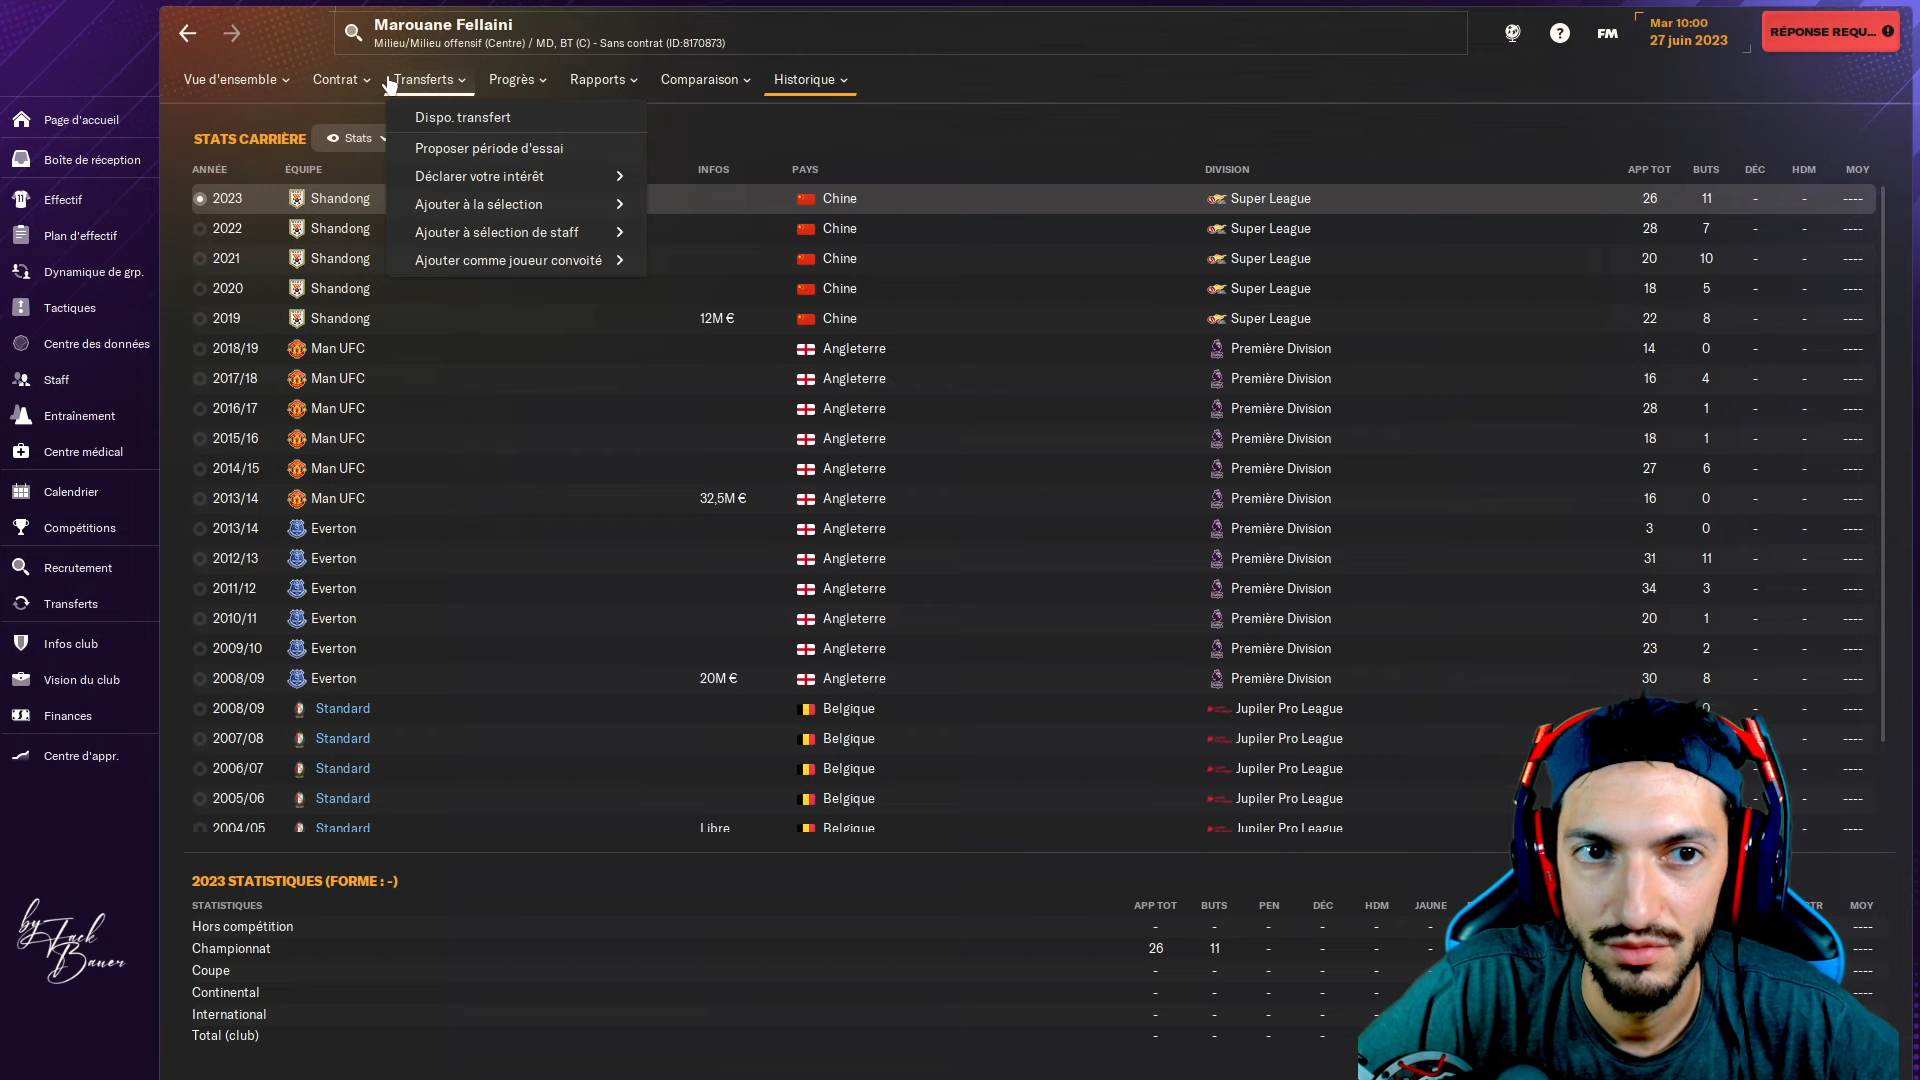 Marouane Fellaini
Milieu/Milieu offensif (Centre) / MD, BT (C) - Sans contrat (ID:8170873)
FM
Mar 10:00
27 juin 2023
RÉPONSE REQU...
Vue d'ensemble Contrat Transferts Progrès Rapports Comparaison Historique
Page d'accueil
Boîte de réception
Effectif
Plan d'effectif
Dynamique de grp.
Tactiques
Centre des données
Staff
Entraînement
Centre médical
Calendrier
Compétitions
Recrutement
Transferts
Infos club
Vision du club
Finances
Centre d'appr.
by Jack Bauer
Dispo. transfert
Proposer période d'essai
Déclarer votre intérêt
Ajouter à la sélection
Ajouter à sélection de staff
Ajouter comme joueur convoité
STATS CARRIÈRE Stats
ANNÉE ÉQUIPE INFOS PAYS DIVISION APP TOT BUTS DÉC HDM MOY
2023 Shandong Chine Super League 26 11 - - ----
2022 Shandong Chine Super League 28 7 - - ----
2021 Shandong Chine Super League 20 10 - - ----
2020 Shandong Chine Super League 18 5 - - ----
2019 Shandong 12M € Chine Super League 22 8 - - ----
2018/19 Man UFC Angleterre Première Division 14 0 - - ----
2017/18 Man UFC Angleterre Première Division 16 4 - - ----
2016/17 Man UFC Angleterre Première Division 28 1 - - ----
2015/16 Man UFC Angleterre Première Division 18 1 - - ----
2014/15 Man UFC Angleterre Première Division 27 6 - - ----
2013/14 Man UFC 32,5M € Angleterre Première Division 16 0 - - ----
2013/14 Everton Angleterre Première Division 3 0 - - ----
2012/13 Everton Angleterre Première Division 31 11 - - ----
2011/12 Everton Angleterre Première Division 34 3 - - ----
2010/11 Everton Angleterre Première Division 20 1 - - ----
2009/10 Everton Angleterre Première Division 23 2 - - ----
2008/09 Everton 20M € Angleterre Première Division 30 8 - - ----
2008/09 Standard Belgique Jupiler Pro League 0 - - ----
2007/08 Standard Belgique Jupiler Pro League - ----
2006/07 Standard Belgique Jupiler Pro League - ----
2005/06 Standard Belgique Jupiler Pro League - - ----
2004/05 Standard Libre Belgique Jupiler Pro League - ----
2023 STATISTIQUES (FORME : -)
STATISTIQUES APP TOT BUTS PEN DÉC HDM JAUNE TR MOY
Hors compétition - - - - - - ----
Championnat 26 11 - - - - ----
Coupe - - - - - - ----
Continental - - - - - ----
International - - - - - ----
Total (club) - - - - - ----